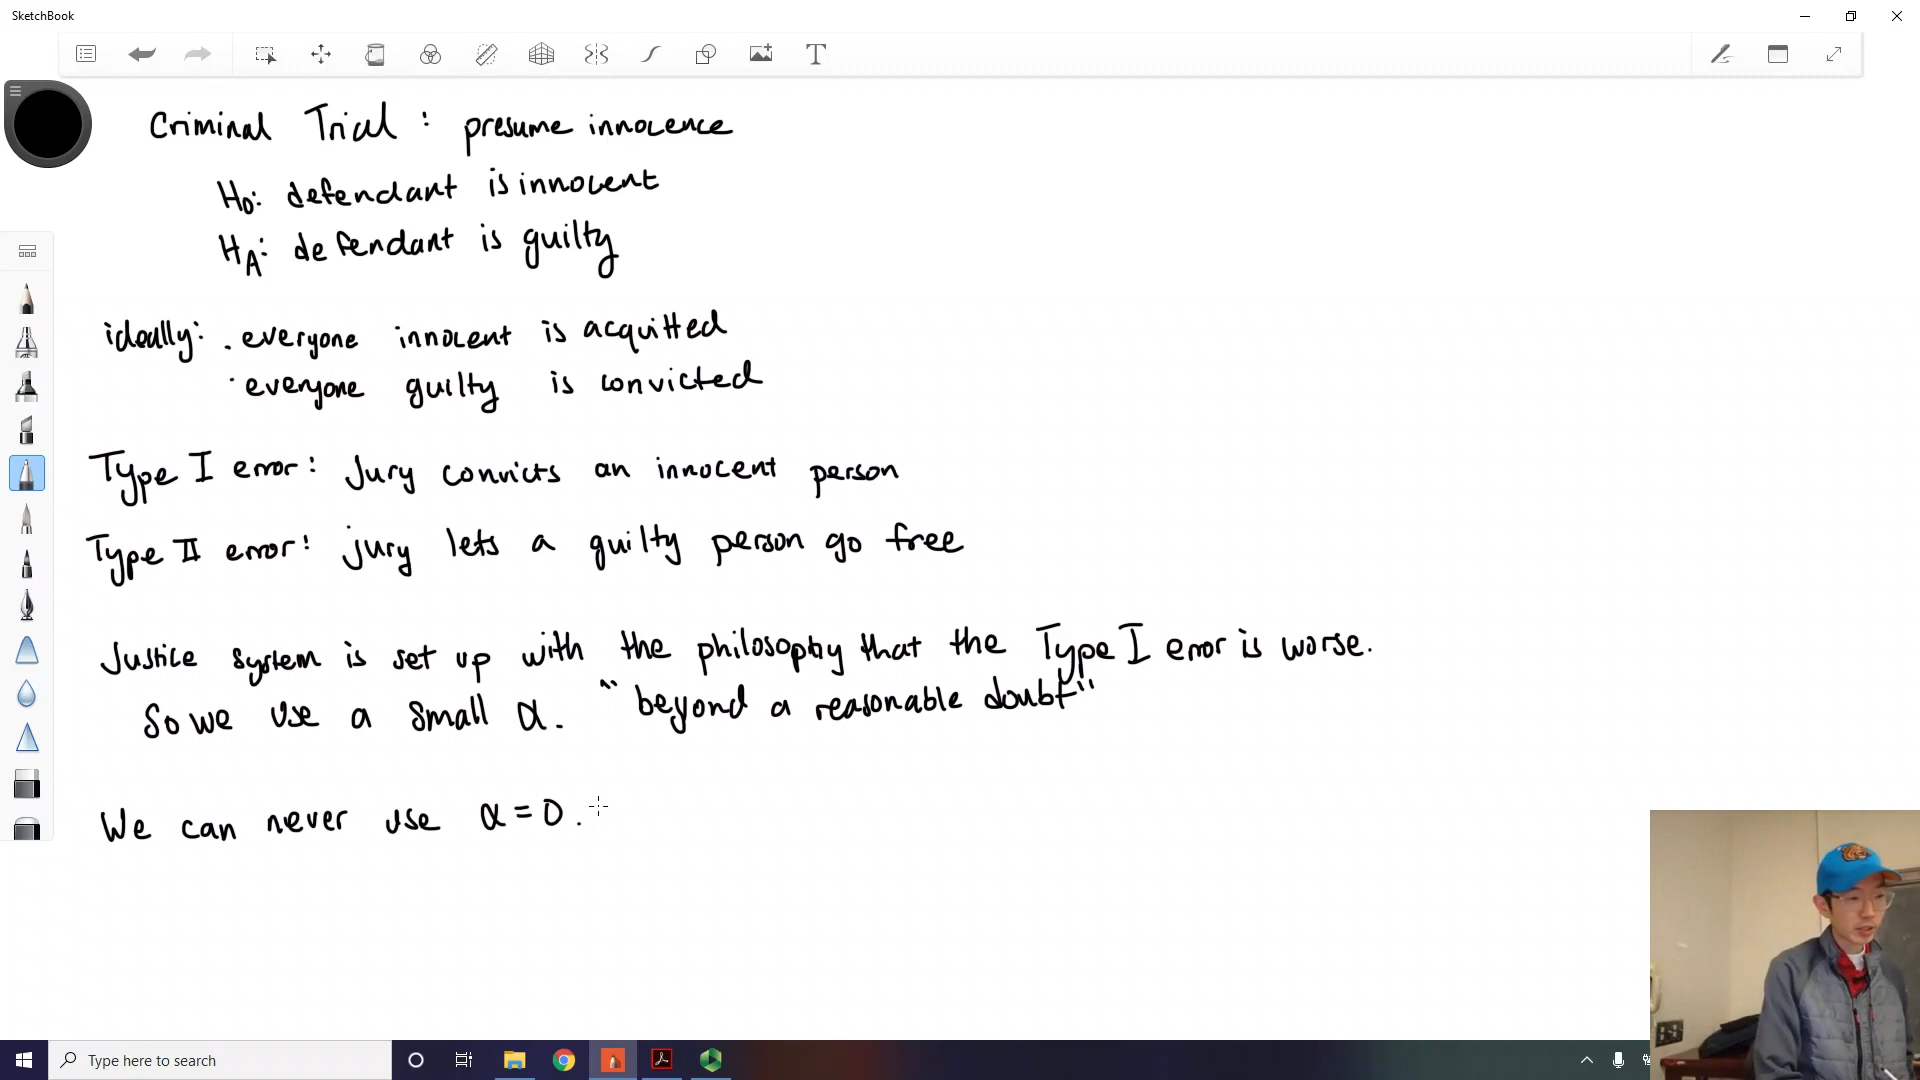 SketchBook
T
Criminal Trial : presume innocence
H0: defendant is innocent
HA: defendant is guilty
ideally: . everyone innocent is acquitted
· everyone guilty is convicted
Type I error: Jury convicts an innocent person
Type II error: jury lets a guilty person go free
Justice system is set up with the philosophy that the Type I error is worse.
So we use a small α. "beyond a reasonable doubt"
We can never use α = 0.
Type here to search